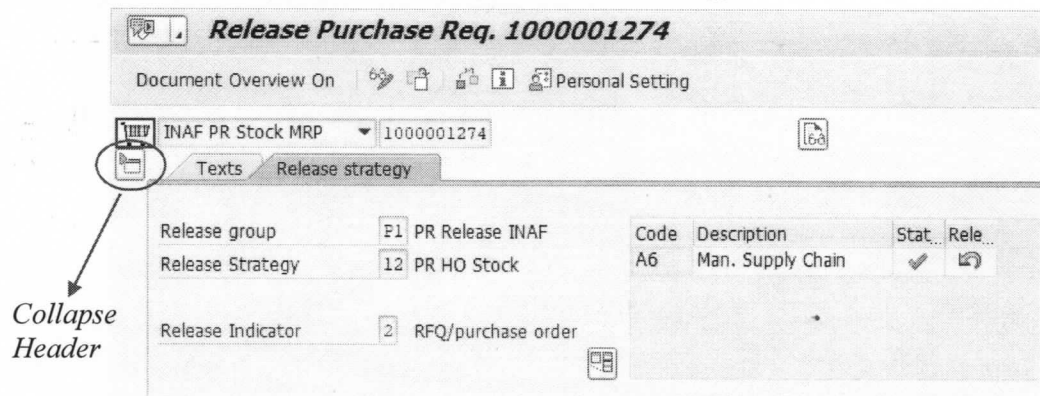 Release Purchase Req. 1000001274
Document Overview On Personal Setting
INAF PR Stock MRP 1000001274
Texts Release strategy
Release group P1 PR Release INAF
Release Strategy 12 PR HO Stock
Release Indicator 2 RFQ/purchase order
Code Description Stat... Rele...
A6 Man. Supply Chain
Collapse
Header